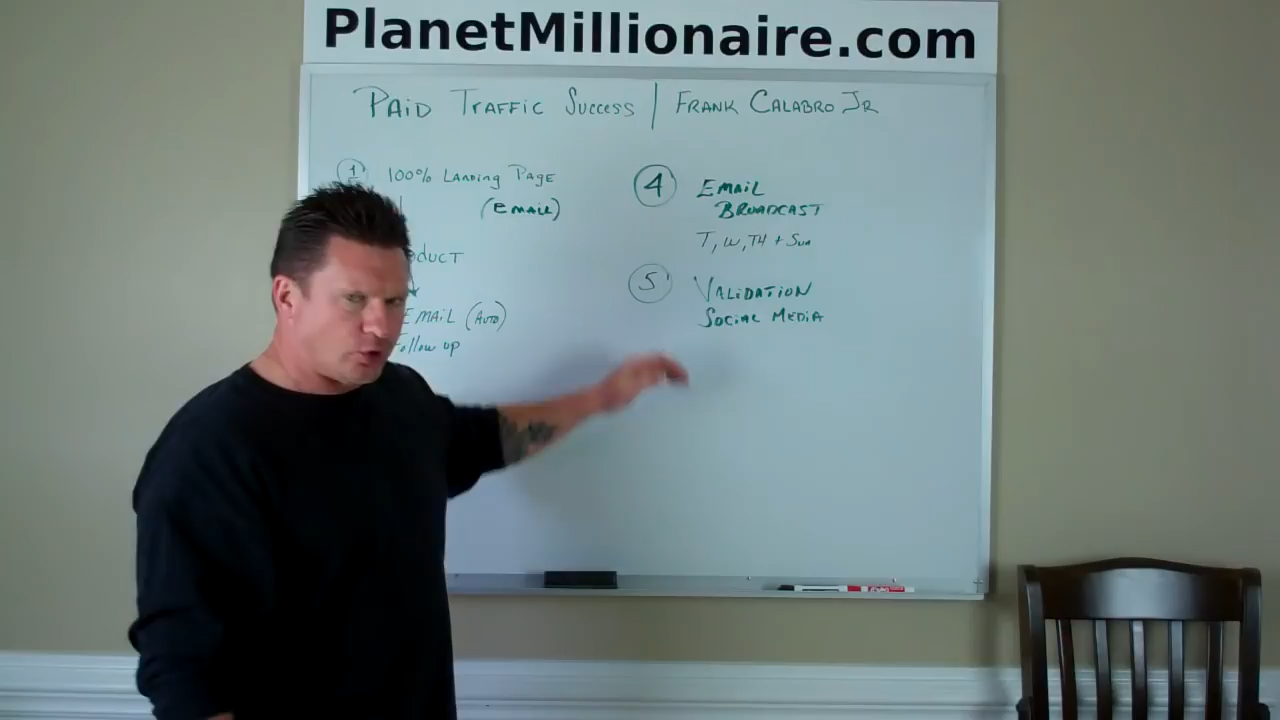 PlanetMillionaire.com
PAID TRAFFIC SUCCESS | FRANK CALABRO JR
1 100% LANDING PAGE
(EMAIL)
DUCT
EMAIL (AUTO)
Follow up
4 EMAIL
BROADCAST
T, W, TH + Sun
5 VALIDATION
SOCIAL MEDIA